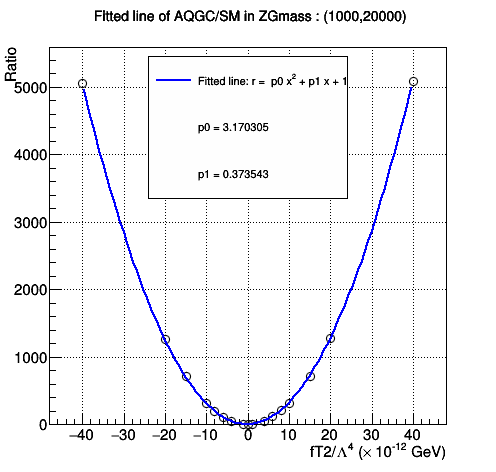 FItted line of AQGC/SM in ZGmass : (1000,20000)
Ratio
Fitted line: r = p0 x² + p1 x + 1
p0 = 3.170305
p1 = 0.373543
5000
4000
3000
2000
1000
0
−40 −30 −20 −10 0 10 20 30 40
fT2/Λ⁴ (× 10⁻¹² GeV)